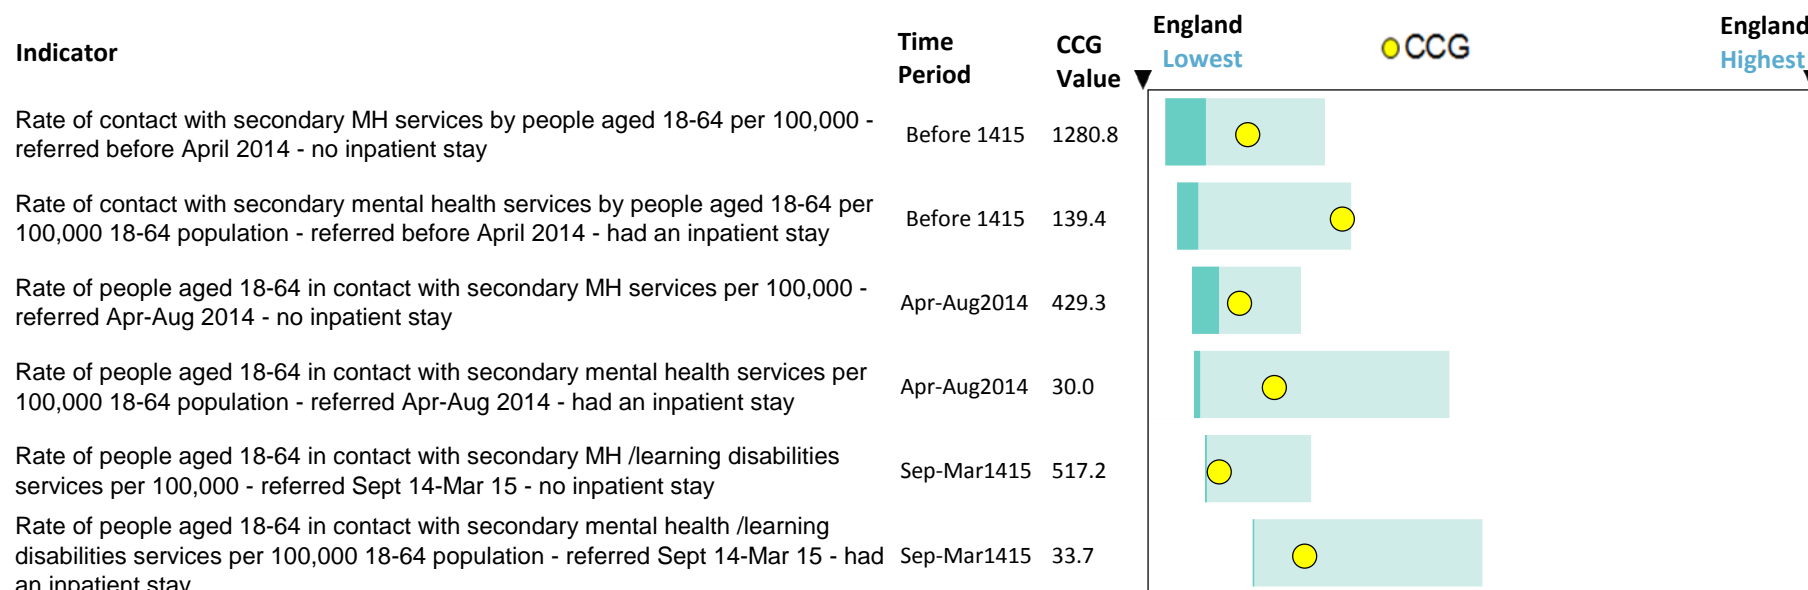 Indicator
Time Period
CCG Value
England Lowest
CCG
England Highest
Rate of contact with secondary MH services by people aged 18-64 per 100,000 -
referred before April 2014 - no inpatient stay
Before 1415
1280.8
Rate of contact with secondary mental health services by people aged 18-64 per
100,000 18-64 population - referred before April 2014 - had an inpatient stay
Before 1415
139.4
Rate of people aged 18-64 in contact with secondary MH services per 100,000 -
referred Apr-Aug 2014 - no inpatient stay
Apr-Aug2014
429.3
Rate of people aged 18-64 in contact with secondary mental health services per
100,000 18-64 population - referred Apr-Aug 2014 - had an inpatient stay
Apr-Aug2014
30.0
Rate of people aged 18-64 in contact with secondary MH /learning disabilities
services per 100,000 - referred Sept 14-Mar 15 - no inpatient stay
Sep-Mar1415
517.2
Rate of people aged 18-64 in contact with secondary mental health /learning
disabilities services per 100,000 18-64 population - referred Sept 14-Mar 15 - had
an inpatient stay
Sep-Mar1415
33.7